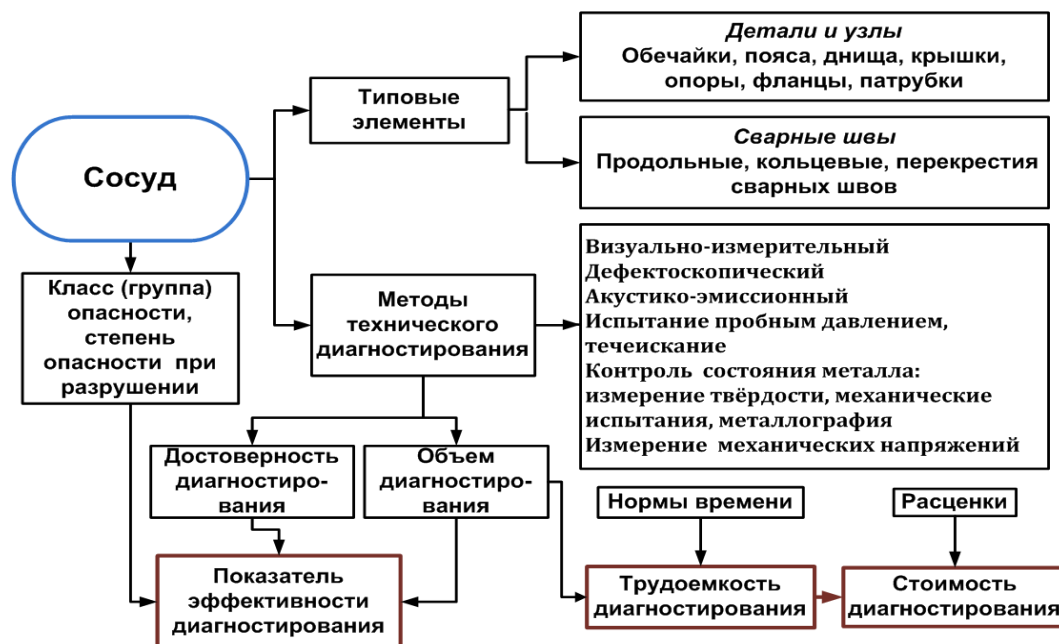 Детали и узлы
Обечайки, пояса, днища, крышки,
опоры, фланцы, патрубки
Типовые
элементы
Сварные швы
Продольные, кольцевые, перекрестия
сварных швов
Сосуд
Класс (группа)
опасности,
степень
опасности при
разрушении
Методы
технического
диагностирования
Визуально-измерительный
Дефектоскопический
Акустико-эмиссионный
Испытание пробным давлением,
течеискание
Контроль состояния металла:
измерение твёрдости, механические
испытания, металлография
Измерение механических напряжений
Достоверность
диагностиро-
вания
Объем
диагностиро-
вания
Нормы времени
Расценки
Показатель
эффективности
диагностирования
Трудоемкость
диагностирования
Стоимость
диагностирования